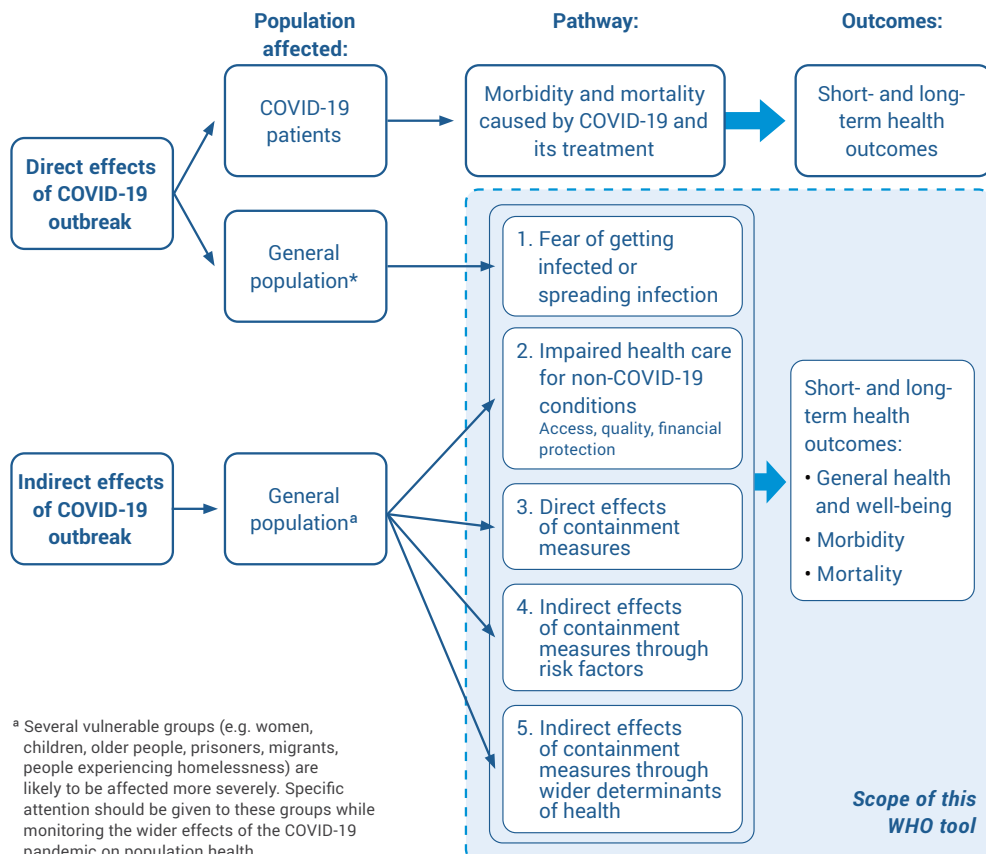 Population
affected:
Pathway:
Outcomes:
Direct effects
of COVID-19
outbreak
COVID-19
patients
Morbidity and mortality
caused by COVID-19 and
its treatment
Short- and long-
term health
outcomes
General
population*
1. Fear of getting
infected or
spreading infection
2. Impaired health care
for non-COVID-19
conditions
Access, quality, financial
protection
Indirect effects
of COVID-19
outbreak
General
populationᵃ
3. Direct effects
of containment
measures
4. Indirect effects
of containment
measures through
risk factors
5. Indirect effects
of containment
measures through
wider determinants
of health
Short- and long-
term health
outcomes:
• General health
and well-being
• Morbidity
• Mortality
Scope of this
WHO tool
ᵃ Several vulnerable groups (e.g. women,
children, older people, prisoners, migrants,
people experiencing homelessness) are
likely to be affected more severely. Specific
attention should be given to these groups while
monitoring the wider effects of the COVID-19
pandemic on population health